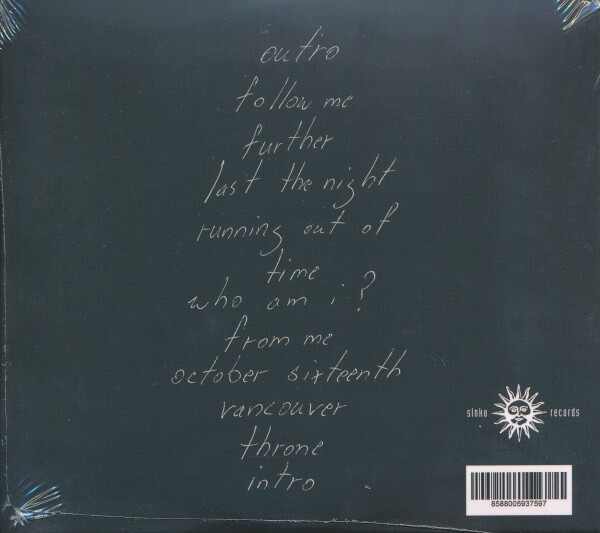 outro
follow me
further
last the night
running out of
time
who am i?
from me
october sixteenth
vancouver
throne
intro
slnko records
8588005937597